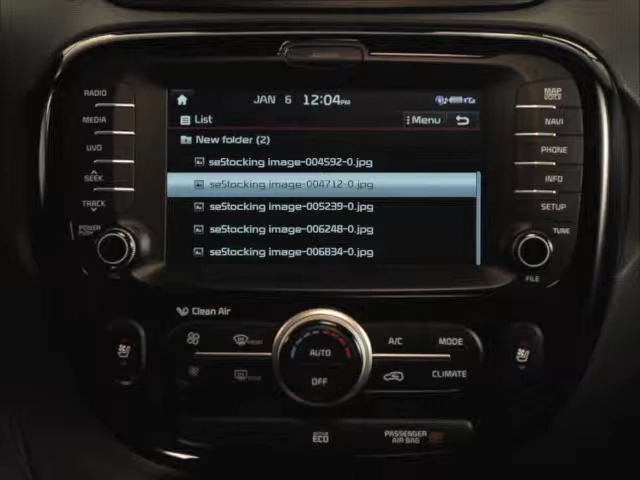 RADIO
MEDIA
UVO
SEEK
TRACK
POWER
PUSH
JAN 6 12:04PM
List
Menu
New folder (2)
seStocking image-004592-0.jpg
seStocking image-004712-0.jpg
seStocking image-005239-0.jpg
seStocking image-006248-0.jpg
seStocking image-006834-0.jpg
MAP
VOICE
NAVI
PHONE
INFO
SETUP
TUNE
FILE
Clean Air
AUTO
OFF
A/C
MODE
CLIMATE
ECO
PASSENGER
AIR BAG